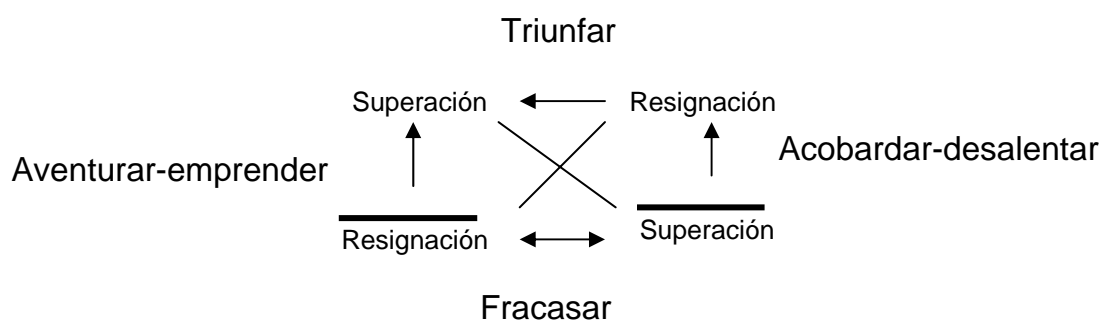 Triunfar
Superación
Resignación
Aventurar-emprender
Acobardar-desalentar
Resignación
Superación
Fracasar